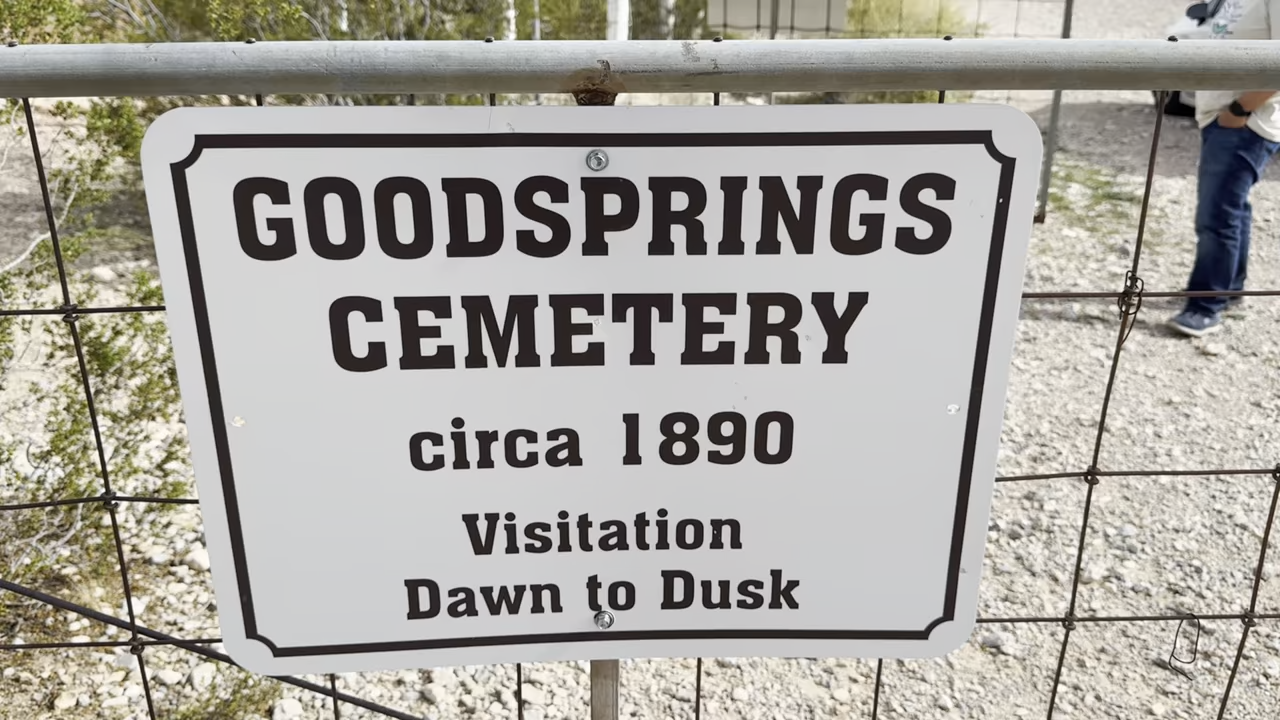 GOODSPRINGS
CEMETERY
circa 1890
Visitation
Dawn to Dusk